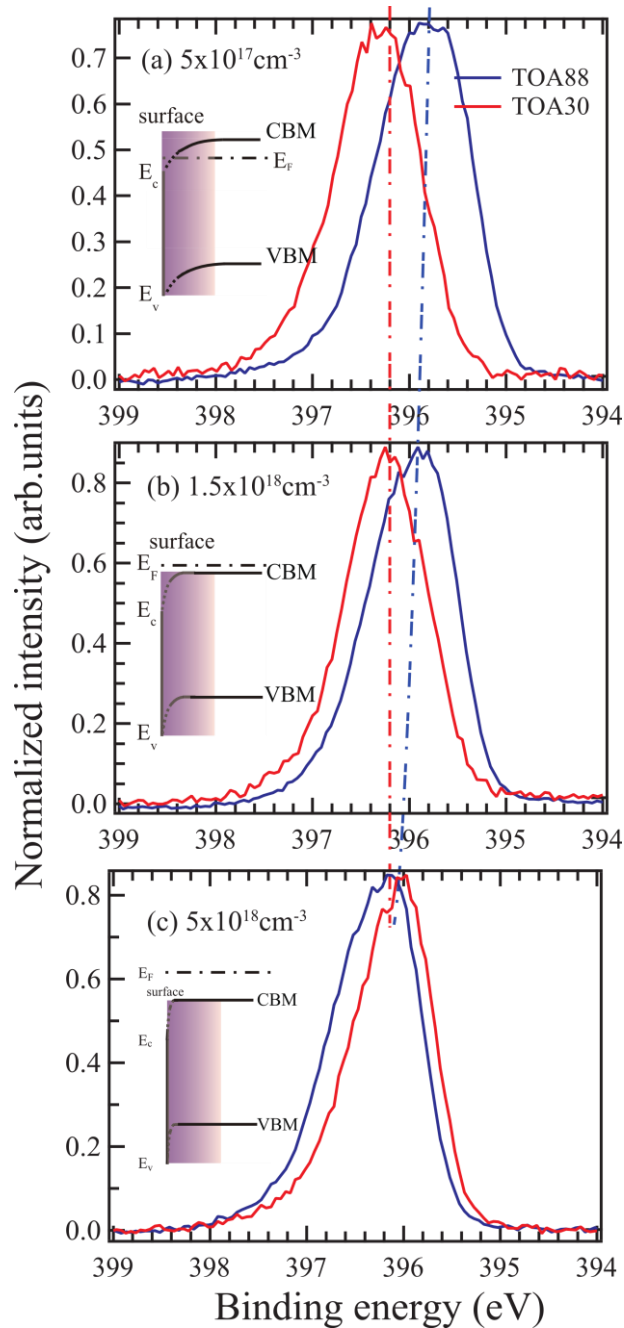 (a) 5x10¹⁷cm⁻³
TOA88
TOA30
surface
CBM
E_F
E_c
VBM
E_v
0.7
0.6
0.5
0.4
0.3
0.2
0.1
0.0
399 398 397 396 395 394
(b) 1.5x10¹⁸cm⁻³
surface
E_F
CBM
E_c
VBM
E_v
0.8
0.6
0.4
0.2
0.0
399 398 397 396 395 394
(c) 5x10¹⁸cm⁻³
E_F
surface
CBM
E_c
VBM
E_v
0.8
0.6
0.4
0.2
0.0
399 398 397 396 395 394
Normalized intensity (arb.units)
Binding energy (eV)